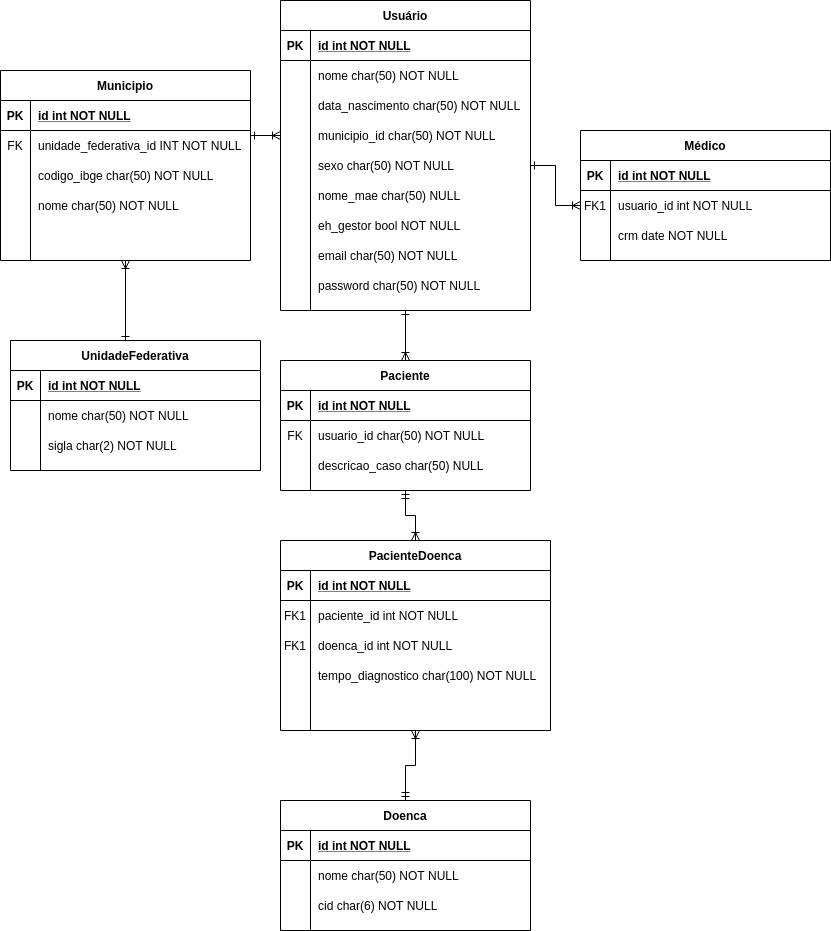 Usuário
PK id int NOT NULL
nome char(50) NOT NULL
data_nascimento char(50) NOT NULL
municipio_id char(50) NOT NULL
sexo char(50) NOT NULL
nome_mae char(50) NULL
eh_gestor bool NOT NULL
email char(50) NOT NULL
password char(50) NOT NULL
Municipio
PK id int NOT NULL
FK unidade_federativa_id INT NOT NULL
codigo_ibge char(50) NOT NULL
nome char(50) NOT NULL
Médico
PK id int NOT NULL
FK1 usuario_id int NOT NULL
crm date NOT NULL
UnidadeFederativa
PK id int NOT NULL
nome char(50) NOT NULL
sigla char(2) NOT NULL
Paciente
PK id int NOT NULL
FK usuario_id char(50) NOT NULL
descricao_caso char(50) NULL
PacienteDoenca
PK id int NOT NULL
FK1 paciente_id int NOT NULL
FK1 doenca_id int NOT NULL
tempo_diagnostico char(100) NOT NULL
Doenca
PK id int NOT NULL
nome char(50) NOT NULL
cid char(6) NOT NULL